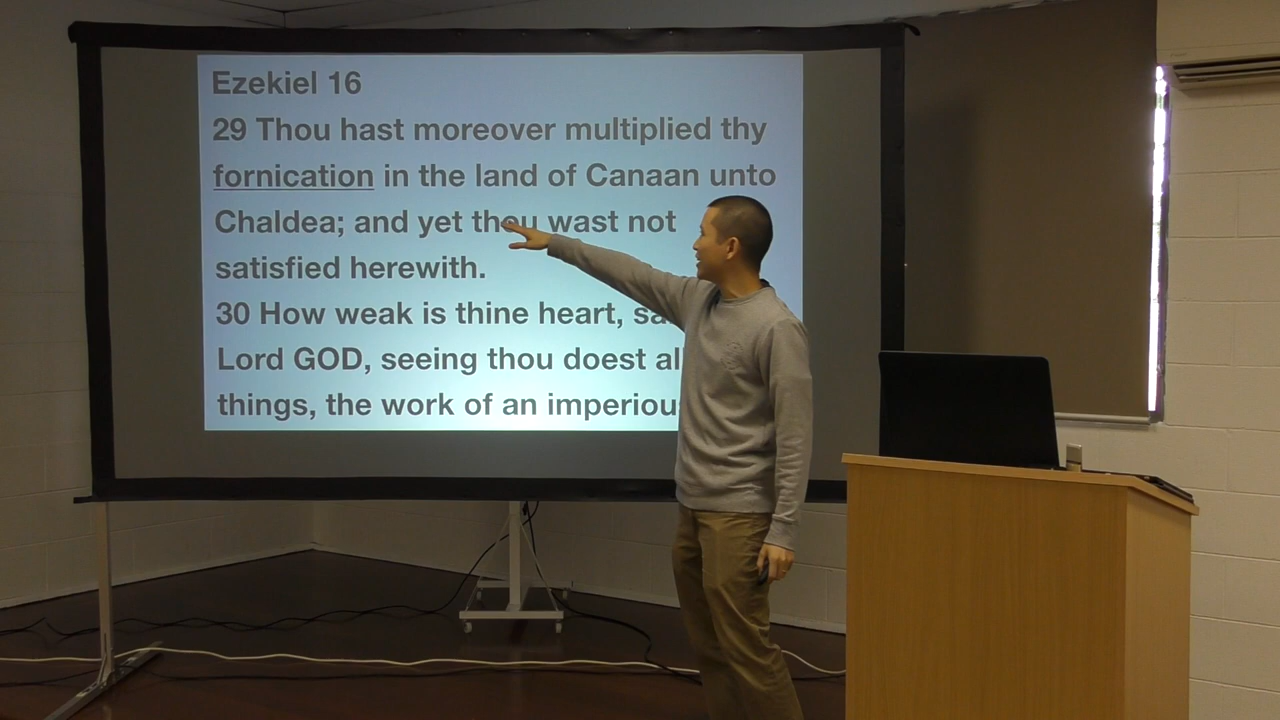 Ezekiel 16
29 Thou hast moreover multiplied thy
fornication in the land of Canaan unto
Chaldea; and yet thou wast not
satisfied herewith.
30 How weak is thine heart,
Lord GOD, seeing thou doest
things, the work of an